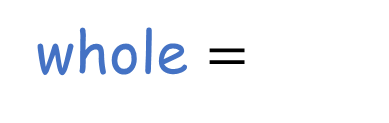 whole =